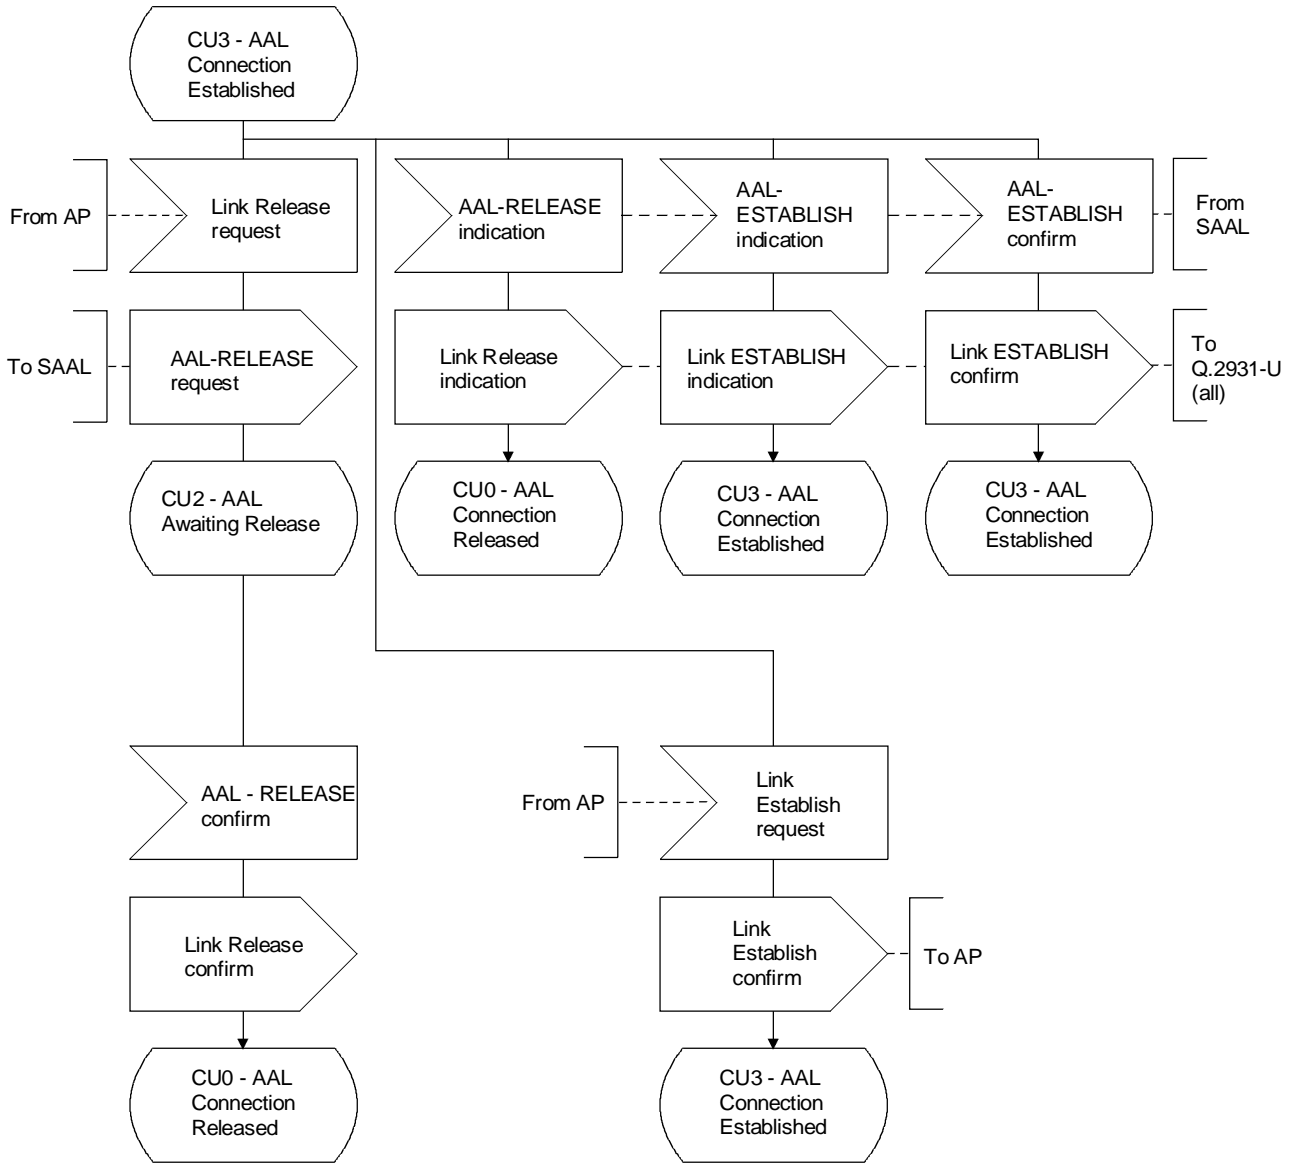 CU3 - AAL
Connection
Established
From AP
Link Release
request
AAL-RELEASE
indication
AAL-
ESTABLISH
indication
AAL-
ESTABLISH
confirm
From
SAAL
To SAAL
AAL-RELEASE
request
Link Release
indication
Link ESTABLISH
indication
Link ESTABLISH
confirm
To
Q.2931-U
(all)
CU2 - AAL
Awaiting Release
CU0 - AAL
Connection
Released
CU3 - AAL
Connection
Established
CU3 - AAL
Connection
Established
AAL - RELEASE
confirm
From AP
Link
Establish
request
Link Release
confirm
Link
Establish
confirm
To AP
CU0 - AAL
Connection
Released
CU3 - AAL
Connection
Established